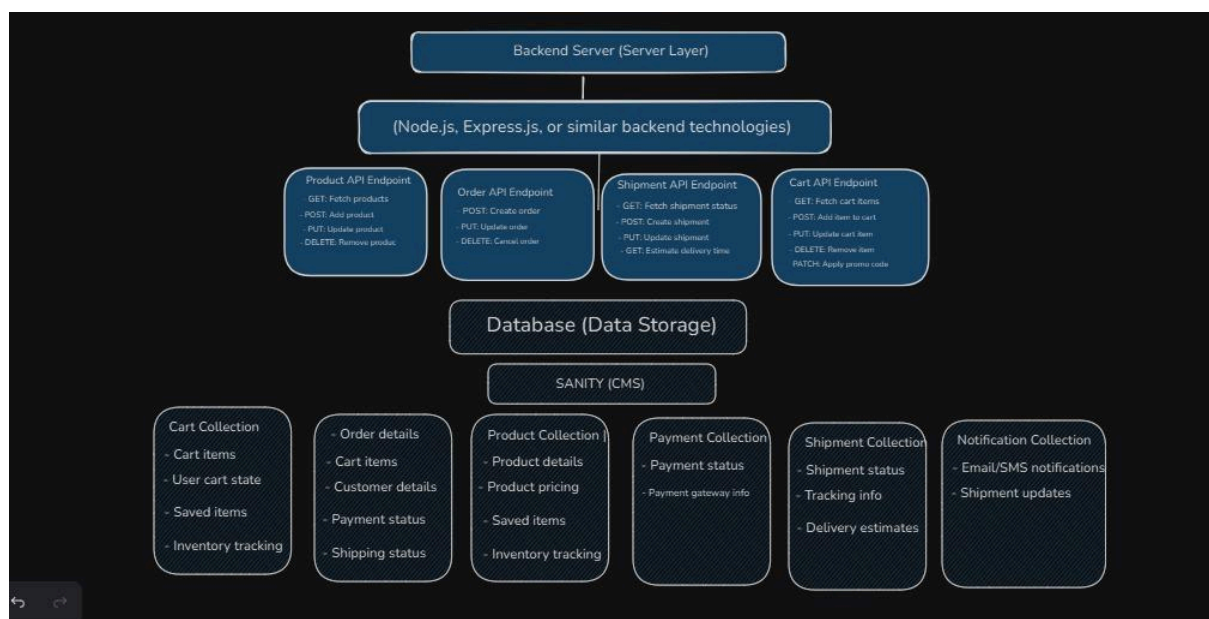 Backend Server (Server Layer)
(Node.js, Express.js, or similar backend technologies)
Product API Endpoint
- GET: Fetch products
- POST: Add product
- PUT: Update product
- DELETE: Remove produc
Order API Endpoint
- POST: Create order
- PUT: Update order
- DELETE: Cancel order
Shipment API Endpoint
- GET: Fetch shipment status
- POST: Create shipment
- PUT: Update shipment
- GET: Estimate delivery time
Cart API Endpoint
- GET: Fetch cart items
- POST: Add item to cart
- PUT: Update cart item
- DELETE: Remove item
PATCH: Apply promo code
Database (Data Storage)
SANITY (CMS)
Cart Collection
- Cart items
- User cart state
- Saved items
- Inventory tracking
- Order details
- Cart items
- Customer details
- Payment status
- Shipping status
Product Collection |
- Product details
- Product pricing
- Saved items
- Inventory tracking
Payment Collection
- Payment status
- Payment gateway info
Shipment Collection
- Shipment status
- Tracking info
- Delivery estimates
Notification Collection
- Email/SMS notifications
- Shipment updates